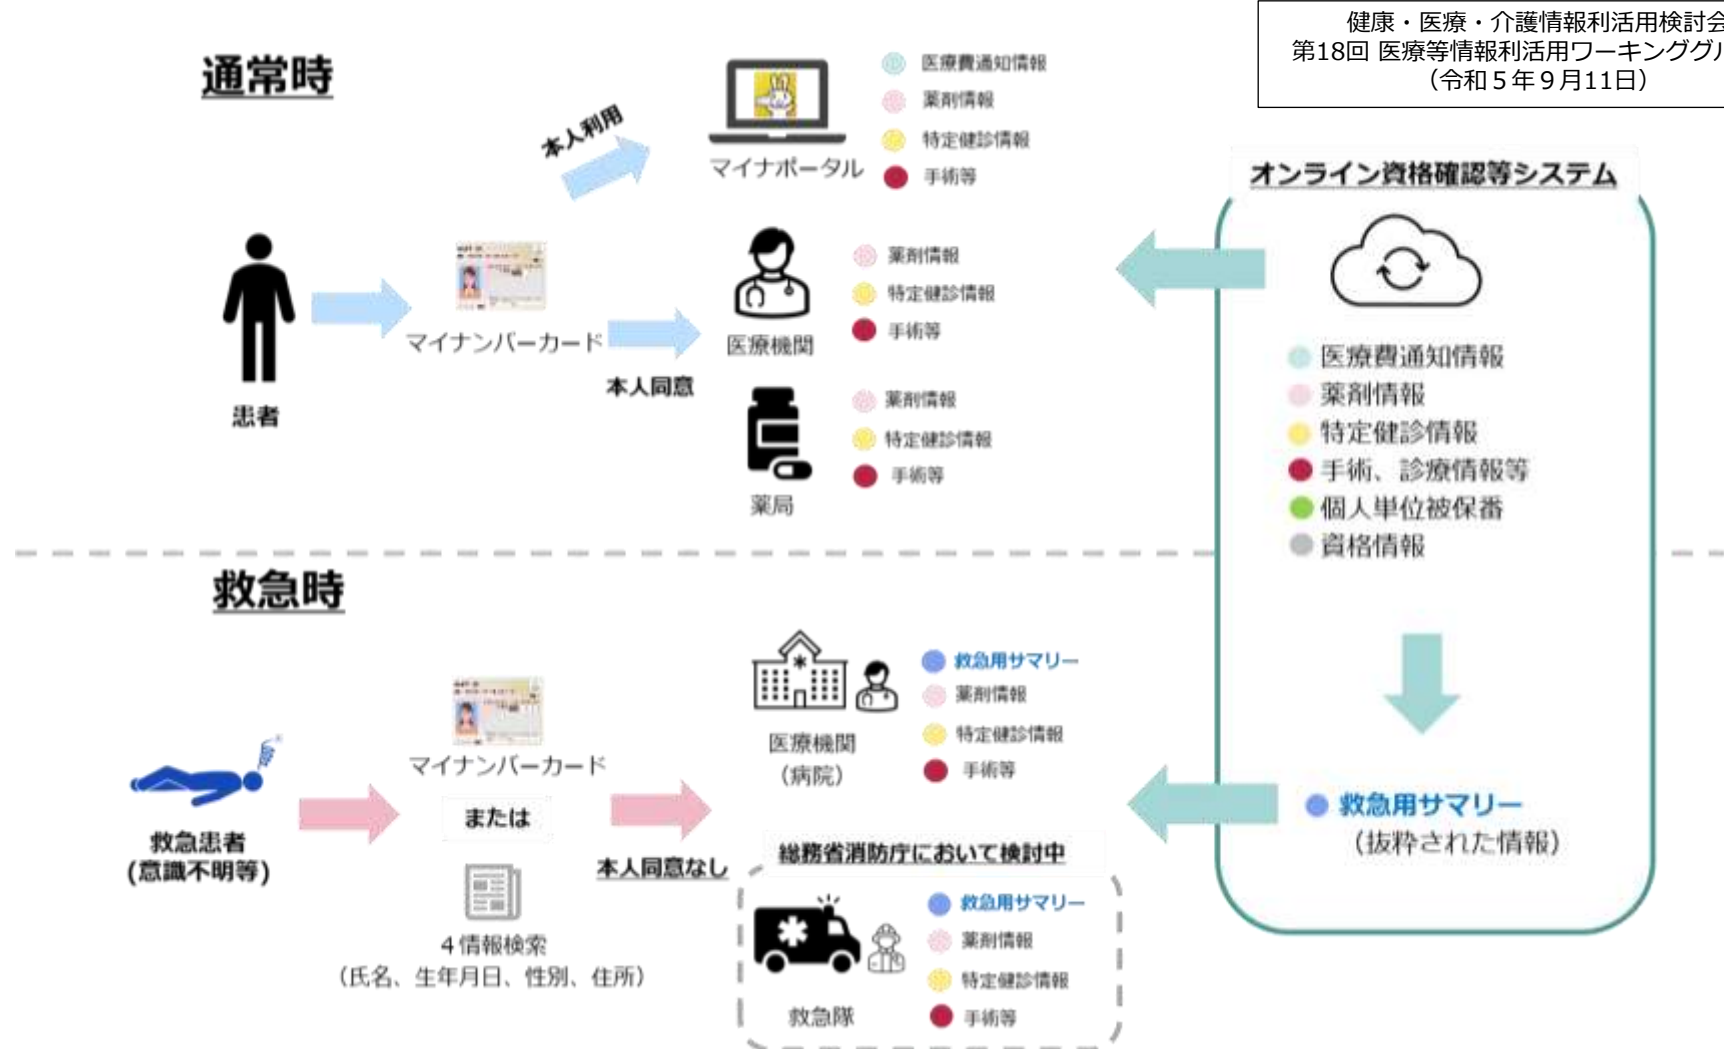 健康・医療・介護情報利活用検討会
第18回 医療等情報利活用ワーキンググル
（令和５年９月11日）
通常時
本人利用
マイナポータル
医療費通知情報
薬剤情報
特定健診情報
手術等
患者
マイナンバーカード
本人同意
医療機関
薬剤情報
特定健診情報
手術等
薬局
薬剤情報
特定健診情報
手術等
オンライン資格確認等システム
医療費通知情報
薬剤情報
特定健診情報
手術、診療情報等
個人単位被保番
資格情報
救急用サマリー
（抜粋された情報）
救急時
救急患者
(意識不明等)
マイナンバーカード
または
４情報検索
（氏名、生年月日、性別、住所）
本人同意なし
医療機関
（病院）
救急用サマリー
薬剤情報
特定健診情報
手術等
総務省消防庁において検討中
救急隊
救急用サマリー
薬剤情報
特定健診情報
手術等